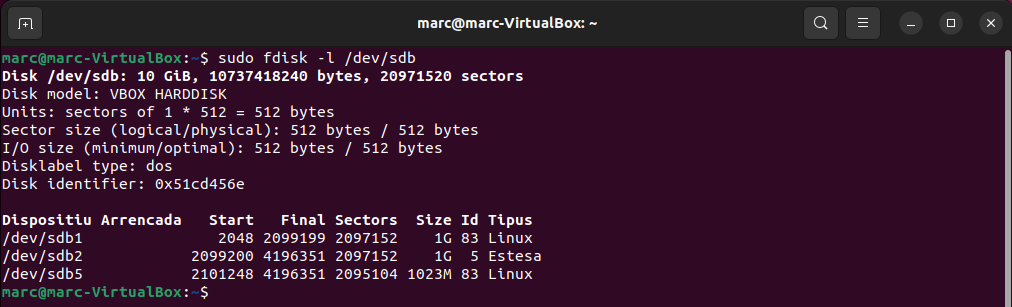 marc@marc-VirtualBox: ~
marc@marc-VirtualBox:~$ sudo fdisk -l /dev/sdb
Disk /dev/sdb: 10 GiB, 10737418240 bytes, 20971520 sectors
Disk model: VBOX HARDDISK
Units: sectors of 1 * 512 = 512 bytes
Sector size (logical/physical): 512 bytes / 512 bytes
I/O size (minimum/optimal): 512 bytes / 512 bytes
Disklabel type: dos
Disk identifier: 0x51cd456e
Dispositiu Arrencada   Start   Final Sectors  Size Id Tipus
/dev/sdb1               2048 2099199 2097152    1G 83 Linux
/dev/sdb2            2099200 4196351 2097152    1G  5 Estesa
/dev/sdb5            2101248 4196351 2095104 1023M 83 Linux
marc@marc-VirtualBox:~$